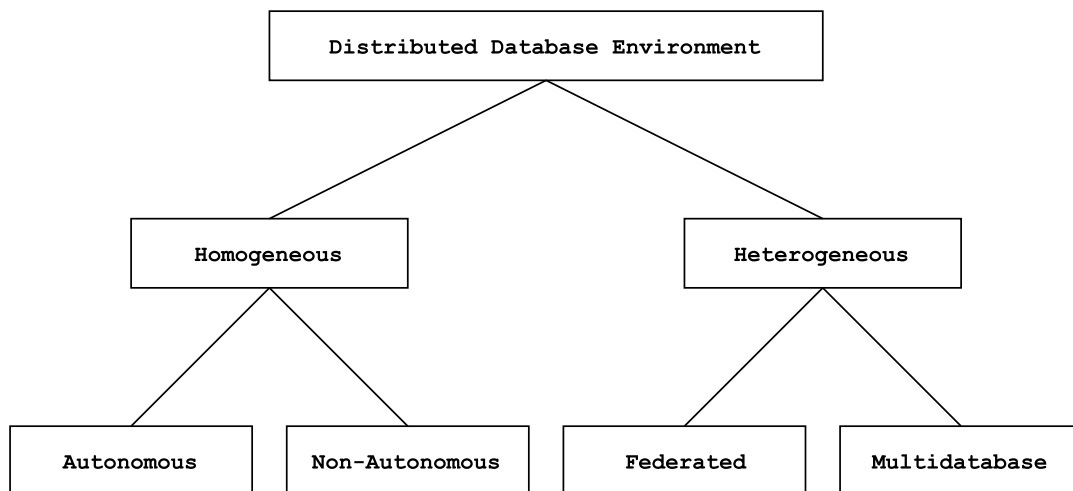 Distributed Database Environment
Homogeneous
Heterogeneous
Autonomous
Non-Autonomous
Federated
Multidatabase